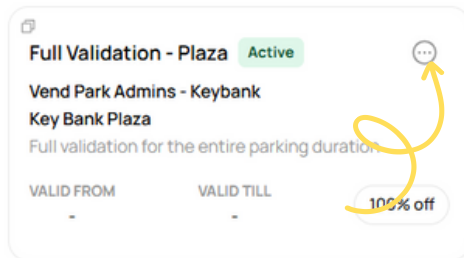 Full Validation - Plaza Active
Vend Park Admins - Keybank
Key Bank Plaza
Full validation for the entire parking duration.
VALID FROM VALID TILL
- -
100% off